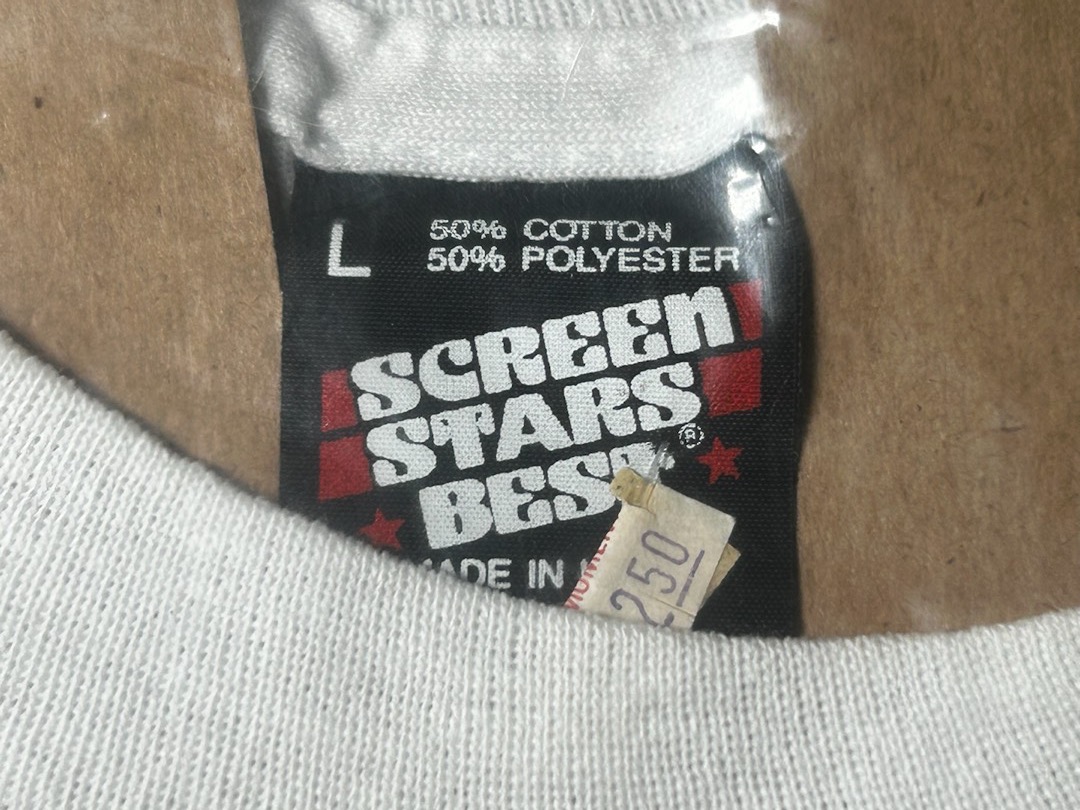 L
50% COTTON
50% POLYESTER
SCREEN
STARS
BEST®
MADE IN
250